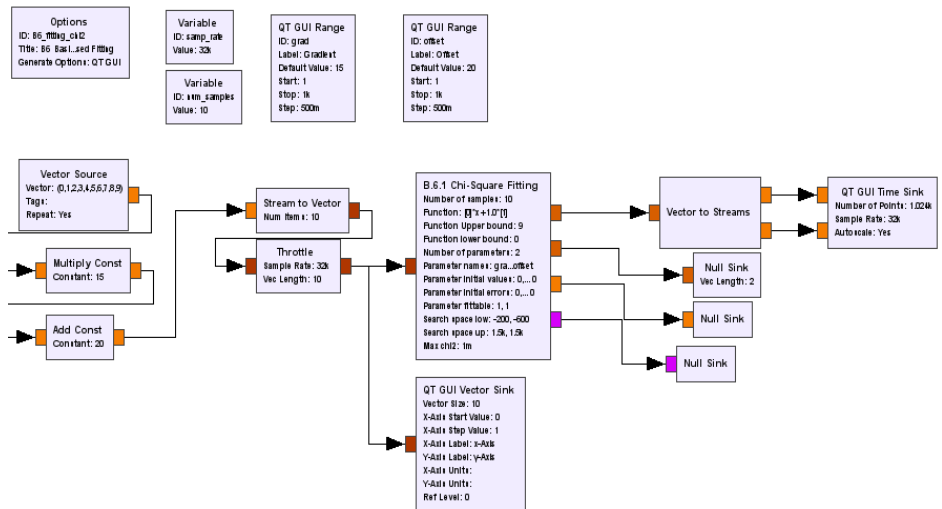 Options
ID: B6_fitting_chi2
Title: B6 Basi...sed Fitting
Generate Options: QT GUI
Variable
ID: samp_rate
Value: 32k
Variable
ID: num_samples
Value: 10
QT GUI Range
ID: grad
Label: Gradient
Default Value: 15
Start: 1
Stop: 1k
Step: 500m
QT GUI Range
ID: offset
Label: Offset
Default Value: 20
Start: 1
Stop: 1k
Step: 500m
Vector Source
Vector: (0,1,2,3,4,5,6,7,8,9)
Tags:
Repeat: Yes
Multiply Const
Constant: 15
Add Const
Constant: 20
Stream to Vector
Num Items: 10
Throttle
Sample Rate: 32k
Vec Length: 10
B.6.1 Chi-Square Fitting
Number of samples: 10
Function: [0]*x+1.0*[1]
Function Upper bound: 9
Function lower bound: 0
Number of parameters: 2
Parameter names: gra...offset
Parameter initial values: 0,...0
Parameter initial errors: 0,...0
Parameter fittable: 1, 1
Search space low: -200, -600
Search space up: 1.5k, 1.5k
Max chi2: 1m
QT GUI Vector Sink
Vector Size: 10
X-Axis Start Value: 0
X-Axis Step Value: 1
X-Axis Label: x-Axis
Y-Axis Label: y-Axis
X-Axis Units:
Y-Axis Units:
Ref Level: 0
Vector to Streams
QT GUI Time Sink
Number of Points: 1.024k
Sample Rate: 32k
Autoscale: Yes
Null Sink
Vec Length: 2
Null Sink
Null Sink